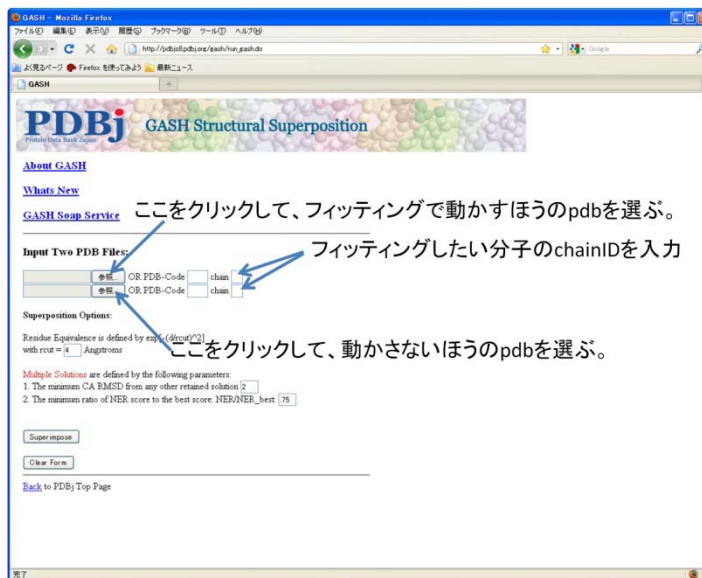 GASH - Mozilla Firefox
ファイル(F) 編集(E) 表示(V) 履歴(S) ブックマーク(B) ツール(T) ヘルプ(H)
http://pdbjs8.pdbj.org/gash/run_gash.do
Google
よく見るページ Firefox を使ってみよう 最新ニュース
GASH
PDBj GASH Structural Superposition
Protein Data Bank Japan
About GASH
Whats New
GASH Soap Service
ここをクリックして、フィッティングで動かすほうのpdbを選ぶ。
Input Two PDB Files:
フィッティングしたい分子のchainIDを入力
参照... OR PDB-Code chain
参照... OR PDB-Code chain
Superposition Options:
Residue Equivalence is defined by exp[-(d/rcut)^2]
with rcut = 4 Angstroms
ここをクリックして、動かさないほうのpdbを選ぶ。
Multiple Solutions are defined by the following parameters:
1. The minimum CA RMSD from any other retained solution 2
2. The minimum ratio of NER score to the best score: NER/NER_best: .75
Superimpose
Clear Form
Back to PDBj Top Page
完了